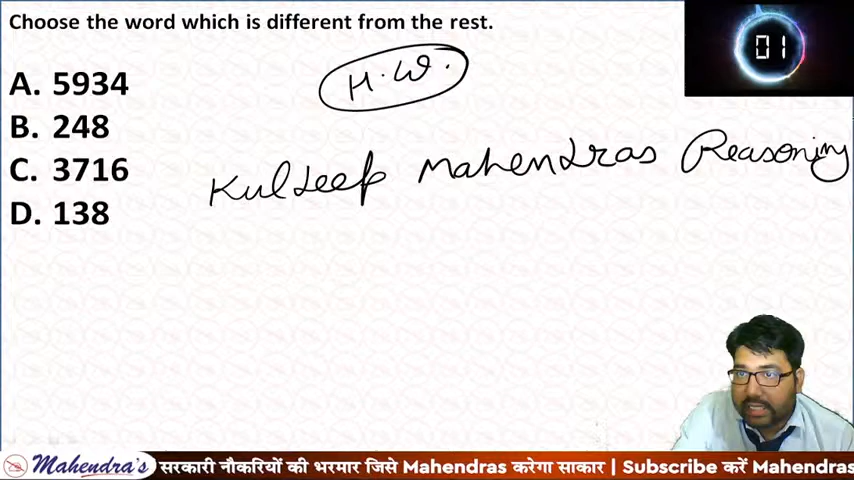 Choose the word which is different from the rest.
01
A. 5934
H.W.
B. 248
Kuldeep Mahendras Reasoning
C. 3716
D. 138
Mahendra's सरकारी नौकरियों की भरमार जिसे Mahendras करेगा साकार | Subscribe करें Mahendras